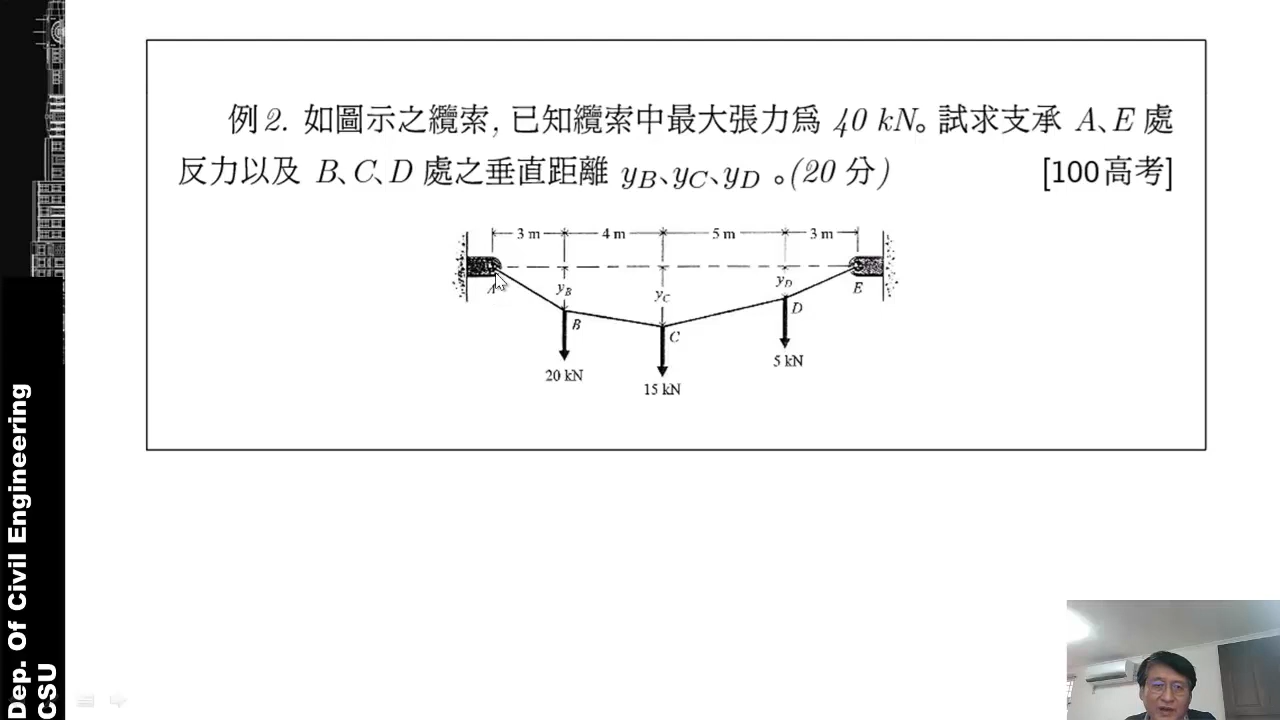 例2. 如圖示之纜索, 已知纜索中最大張力為 40 kN。試求支承 A、E 處
反力以及 B、C、D 處之垂直距離 yB、yC、yD 。(20 分) [100高考]
3 m 4 m 5 m 3 m
A yB yC yD E
B C D
20 kN 15 kN 5 kN
Dep. Of Civil Engineering
CSU